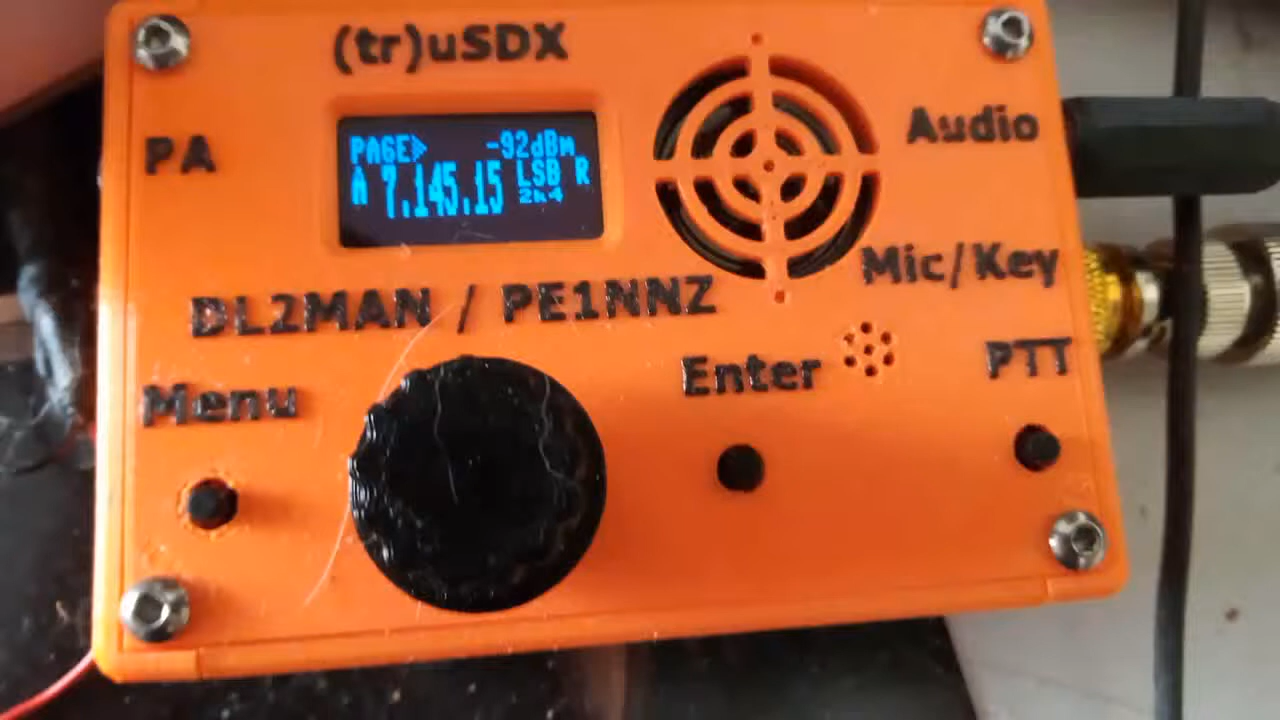 (tr)uSDX
PA
Audio
PAGE> -92dBm
A 7.145.15 LSB R
2k4
Mic/Key
DL2MAN / PE1NNZ
Enter
PTT
Menu